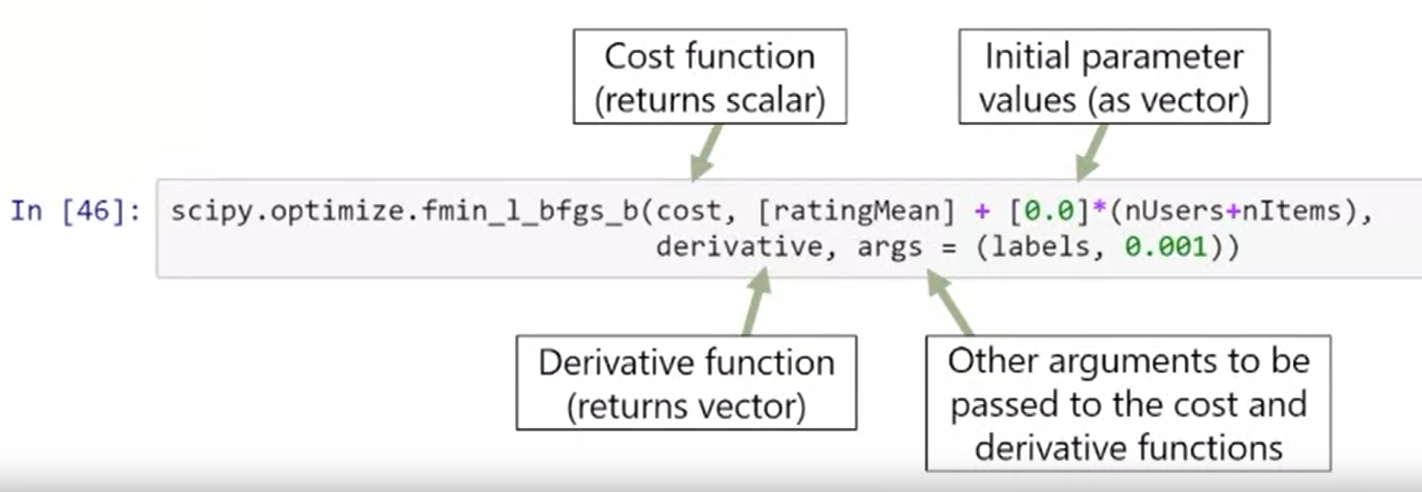 Cost function
(returns scalar)
Initial parameter
values (as vector)
In [46]: scipy.optimize.fmin_l_bfgs_b(cost, [ratingMean] + [0.0]*(nUsers+nItems),
derivative, args = (labels, 0.001))
Derivative function
(returns vector)
Other arguments to be
passed to the cost and
derivative functions